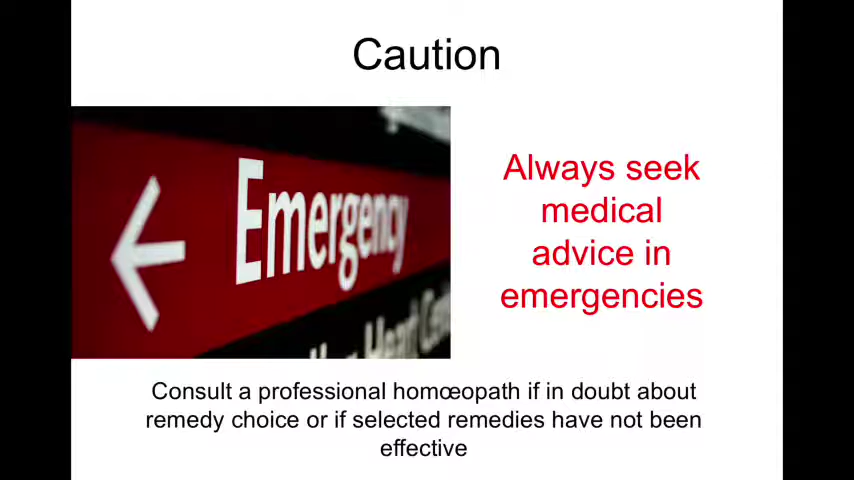 Caution
Emergency
Always seek
medical
advice in
emergencies
Consult a professional homœopath if in doubt about
remedy choice or if selected remedies have not been
effective